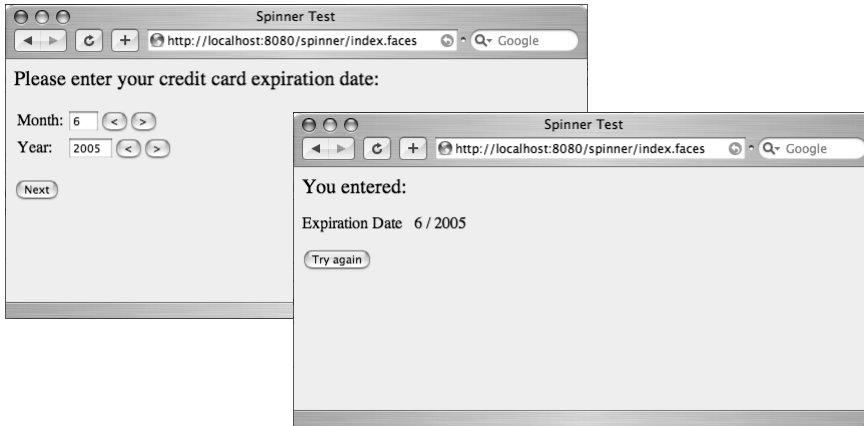 Spinner Test
http://localhost:8080/spinner/index.faces
Google
Please enter your credit card expiration date:
Month: 6 < >
Year: 2005 < >
Next
Spinner Test
http://localhost:8080/spinner/index.faces
Google
You entered:
Expiration Date 6 / 2005
Try again